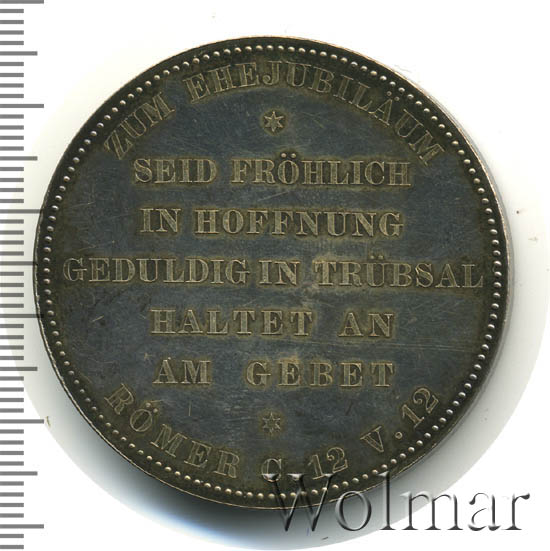 ZUM EHEJUBILÄUM
SEID FRÖHLICH
IN HOFFNUNG
GEDULDIG IN TRÜBSAL
HALTET AN
AM GEBET
RÖMER C. 12 V. 12
Wolmar